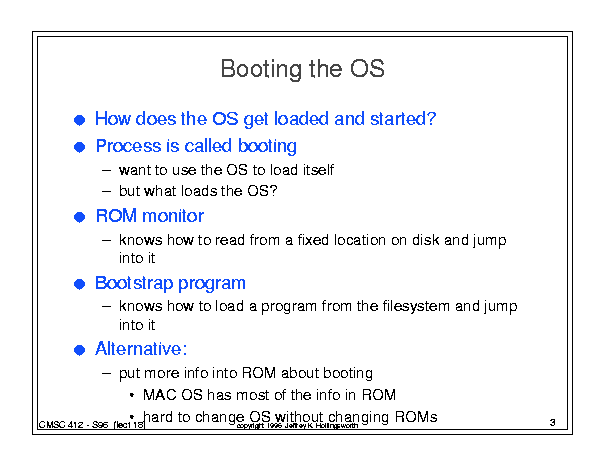 Booting the OS
● How does the OS get loaded and started?
● Process is called booting
– want to use the OS to load itself
– but what loads the OS?
● ROM monitor
– knows how to read from a fixed location on disk and jump
into it
● Bootstrap program
– knows how to load a program from the filesystem and jump
into it
● Alternative:
– put more info into ROM about booting
• MAC OS has most of the info in ROM
• hard to change OS without changing ROMs
CMSC 412 - S96 (lect 18)
copyright 1996 Jeffrey K. Hollingsworth
3